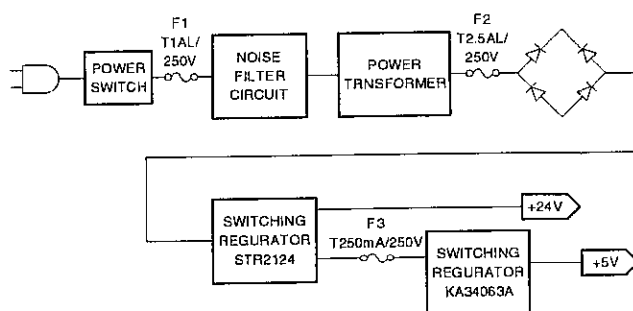 F1
T1AL/
250V
POWER
SWITCH
NOISE
FILTER
CIRCUIT
POWER
TRNSFORMER
F2
T2.5AL/
250V
SWITCHING
REGURATOR
STR2124
+24V
F3
T250mA/250V
SWITCHING
REGURATOR
KA34063A
+5V